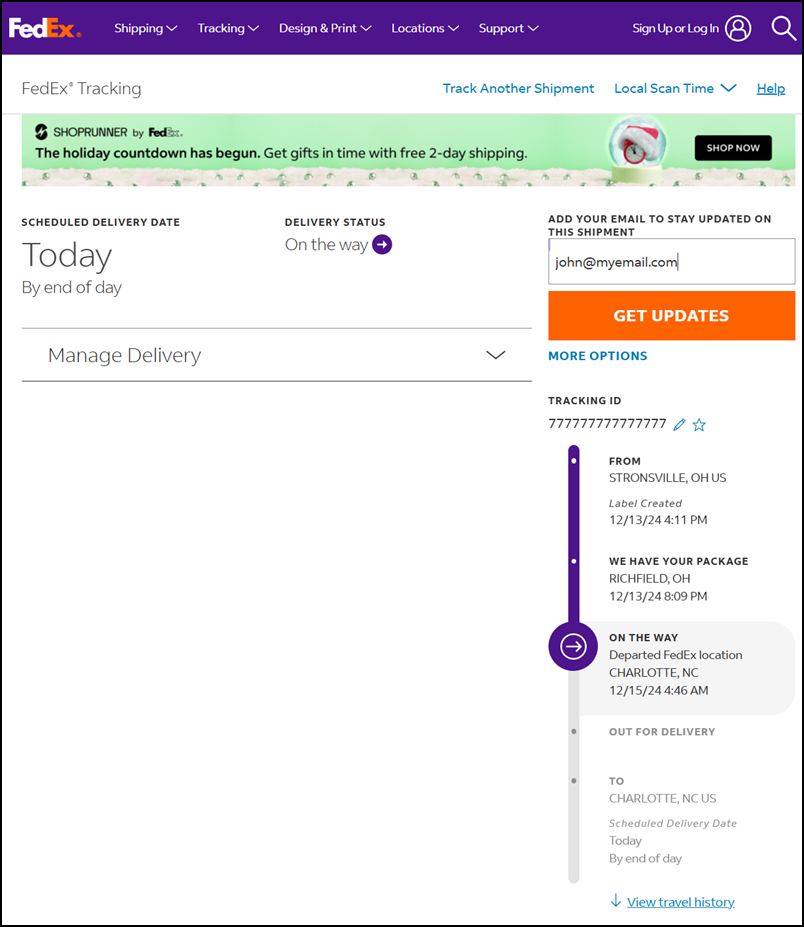 FedEx®
Shipping Tracking Design & Print Locations Support Sign Up or Log In
FedEx® Tracking
Track Another Shipment Local Scan Time Help
SHOPRUNNER by FedEx.
The holiday countdown has begun. Get gifts in time with free 2-day shipping.
SHOP NOW
SCHEDULED DELIVERY DATE
Today
By end of day
DELIVERY STATUS
On the way
Manage Delivery
ADD YOUR EMAIL TO STAY UPDATED ON
THIS SHIPMENT
john@myemail.com
GET UPDATES
MORE OPTIONS
TRACKING ID
777777777777777
FROM
STRONSVILLE, OH US
Label Created
12/13/24 4:11 PM
WE HAVE YOUR PACKAGE
RICHFIELD, OH
12/13/24 8:09 PM
ON THE WAY
Departed FedEx location
CHARLOTTE, NC
12/15/24 4:46 AM
OUT FOR DELIVERY
TO
CHARLOTTE, NC US
Scheduled Delivery Date
Today
By end of day
View travel history